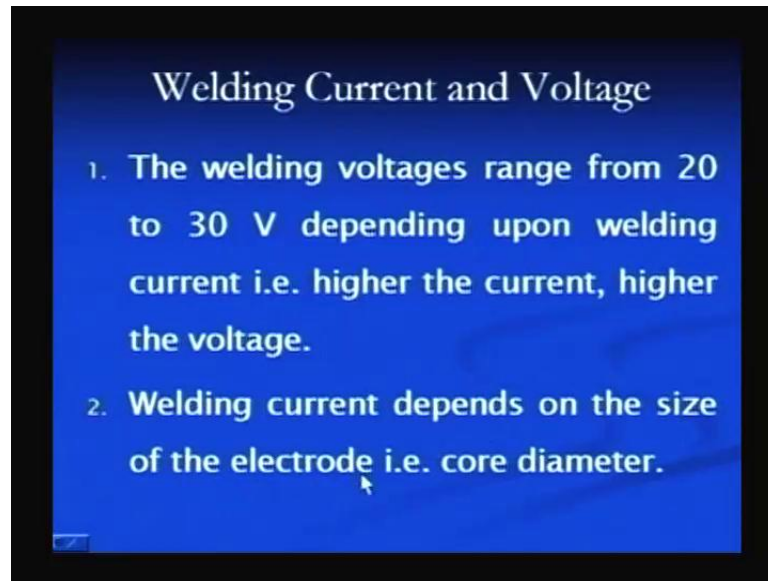 Welding Current and Voltage
1. The welding voltages range from 20
to 30 V depending upon welding
current i.e. higher the current, higher
the voltage.
2. Welding current depends on the size
of the electrode i.e. core diameter.